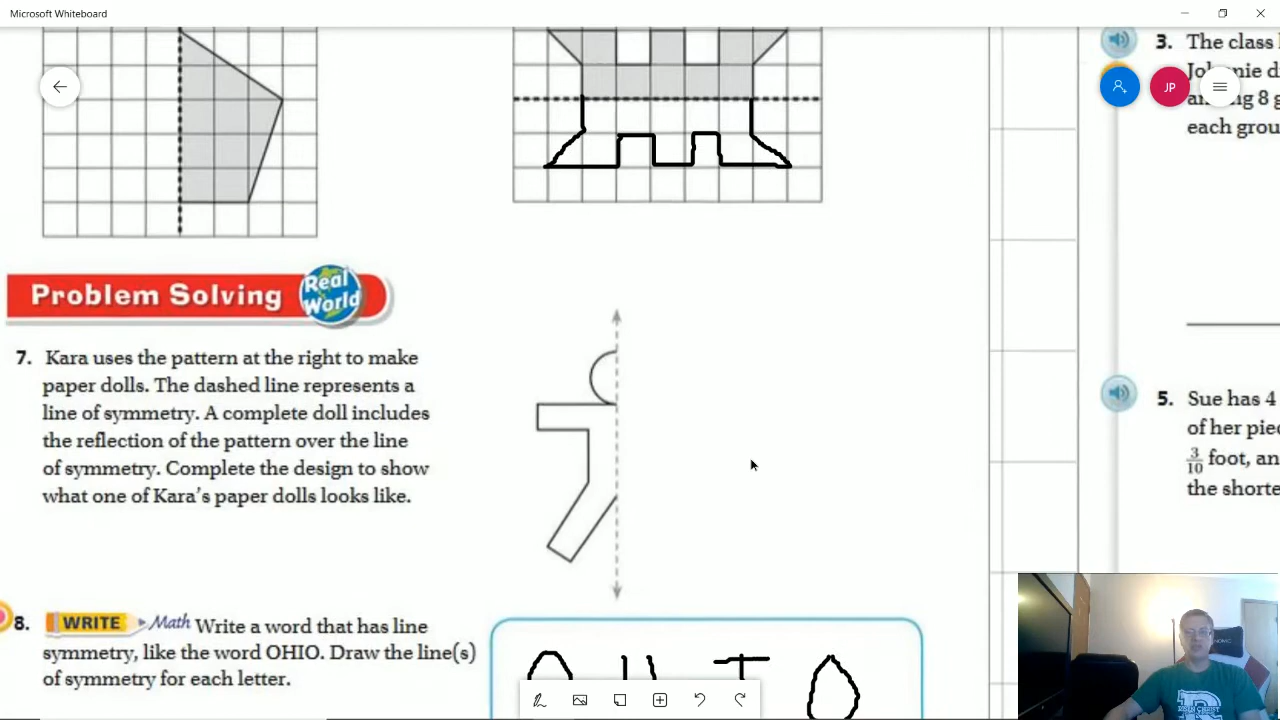 Microsoft Whiteboard
3. The class
JP
8 g
each grou
Problem Solving
Real World
7. Kara uses the pattern at the right to make
paper dolls. The dashed line represents a
line of symmetry. A complete doll includes
the reflection of the pattern over the line
of symmetry. Complete the design to show
what one of Kara's paper dolls looks like.
5. Sue has 4
of her piec
3/10 foot, an
the shorte
8. WRITE Math Write a word that has line
symmetry, like the word OHIO. Draw the line(s)
of symmetry for each letter.